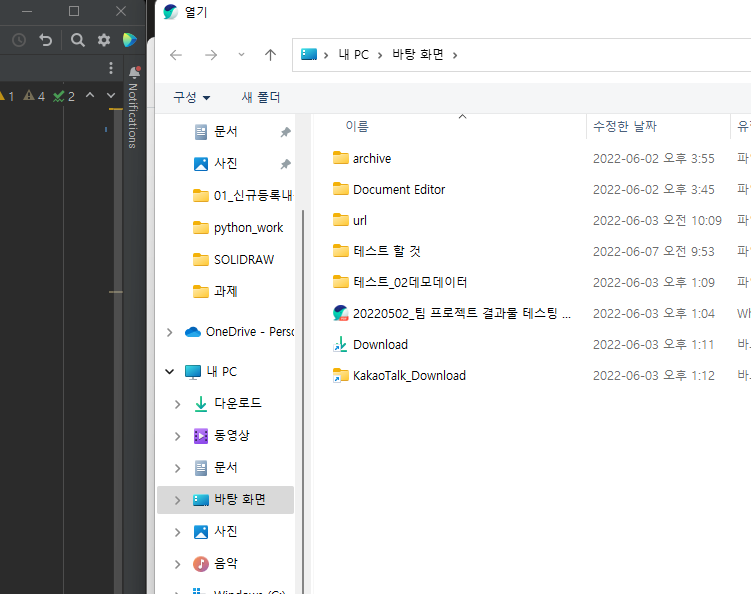 열기
내 PC > 바탕 화면 >
구성 새 폴더
1 4 2
Notifications
문서
사진
01_신규등록내
python_work
SOLIDRAW
과제
OneDrive - Perso
내 PC
다운로드
동영상
문서
바탕 화면
사진
음악
Windows (C:)
이름 수정한 날짜 유
archive 2022-06-02 오후 3:55 파
Document Editor 2022-06-02 오후 3:45 파
url 2022-06-03 오전 10:09 파
테스트 할 것 2022-06-07 오전 9:53 파
테스트_02데모데이터 2022-06-03 오후 1:09 파
20220502_팀 프로젝트 결과물 테스팅 ... 2022-06-03 오후 1:04 Wh
Download 2022-06-03 오후 1:11 바
KakaoTalk_Download 2022-06-03 오후 1:12 바